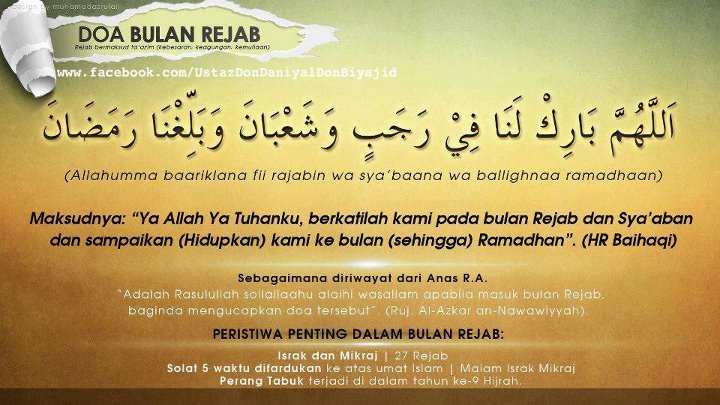 design by muhamadazrulali
DOA BULAN REJAB
Rejab bermaksud ta'azim (kebesaran, keagungan, kemuliaan)
www.facebook.com/UstazDonDaniyalDonBiyajid
اَللَّهُمَّ بَارِكْ لَنَا فِيْ رَجَبٍ وَشَعْبَانَ وَبَلِّغْنَا رَمَضَانَ
(Allahumma baariklana fii rajabin wa sya'baana wa ballighnaa ramadhaan)
Maksudnya: “Ya Allah Ya Tuhanku, berkatilah kami pada bulan Rejab dan Sya'aban
dan sampaikan (Hidupkan) kami ke bulan (sehingga) Ramadhan”. (HR Baihaqi)
Sebagaimana diriwayat dari Anas R.A.
“Adalah Rasulullah sollallaahu alaihi wasallam apabila masuk bulan Rejab,
baginda mengucapkan doa tersebut”. (Ruj. Al-Azkar an-Nawawiyyah).
PERISTIWA PENTING DALAM BULAN REJAB:
Israk dan Mikraj | 27 Rejab
Solat 5 waktu difardukan ke atas umat Islam | Malam Israk Mikraj
Perang Tabuk terjadi di dalam tahun ke-9 Hijrah.